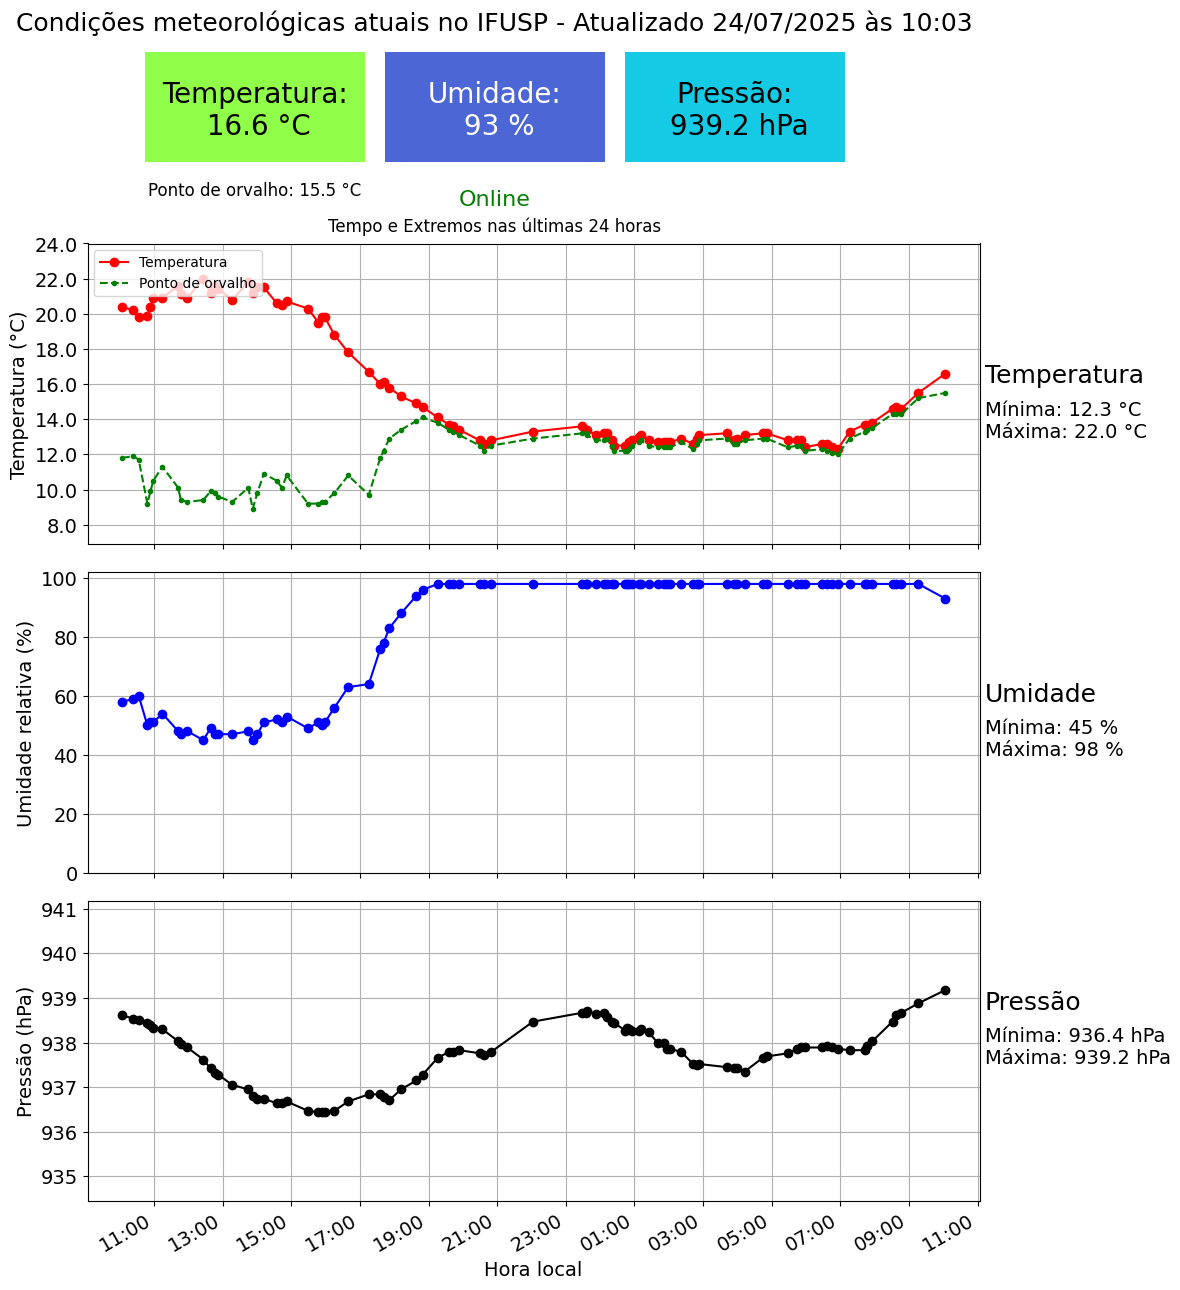 Condições meteorológicas atuais no IFUSP - Atualizado 24/07/2025 às 10:03
Temperatura:
16.6 °C
Umidade:
93 %
Pressão:
939.2 hPa
Ponto de orvalho: 15.5 °C
Online
Tempo e Extremos nas últimas 24 horas
Temperatura
Ponto de orvalho
Temperatura (°C)
24.0
22.0
20.0
18.0
16.0
14.0
12.0
10.0
8.0
Temperatura
Mínima: 12.3 °C
Máxima: 22.0 °C
Umidade relativa (%)
100
80
60
40
20
0
Umidade
Mínima: 45 %
Máxima: 98 %
Pressão (hPa)
941
940
939
938
937
936
935
Pressão
Mínima: 936.4 hPa
Máxima: 939.2 hPa
11:00
13:00
15:00
17:00
19:00
21:00
23:00
01:00
03:00
05:00
07:00
09:00
11:00
Hora local